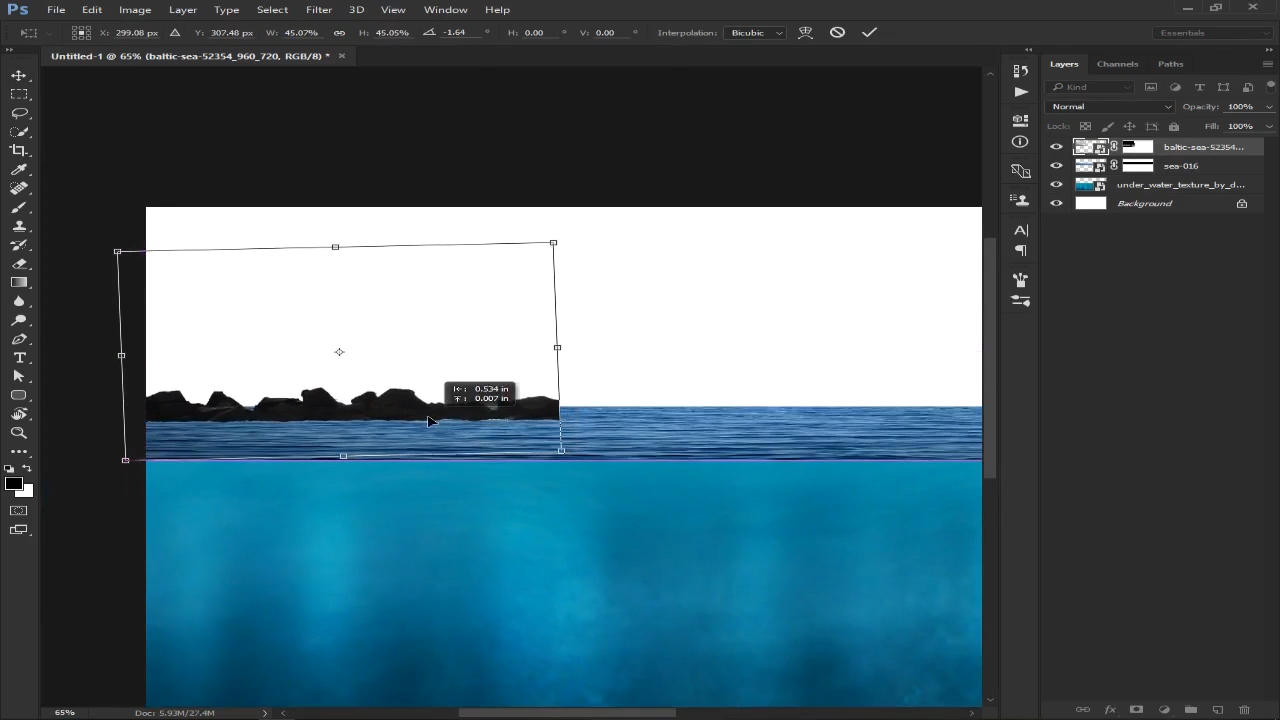 Ps File Edit Image Layer Type Select Filter 3D View Window Help
X: 299.08 px Y: 307.48 px W: 45.07% H: 45.05% -1.64 ° H: 0.00 ° V: 0.00 ° Interpolation: Bicubic Essentials
Untitled-1 @ 65% (baltic-sea-52354_960_720, RGB/8) * ×
Layers Channels Paths
Kind
Normal Opacity: 100%
Lock: Fill: 100%
baltic-sea-52354...
sea-016
under_water_texture_by_d...
Background
0.534 in
0.007 in
65% Doc: 5.93M/27.4M